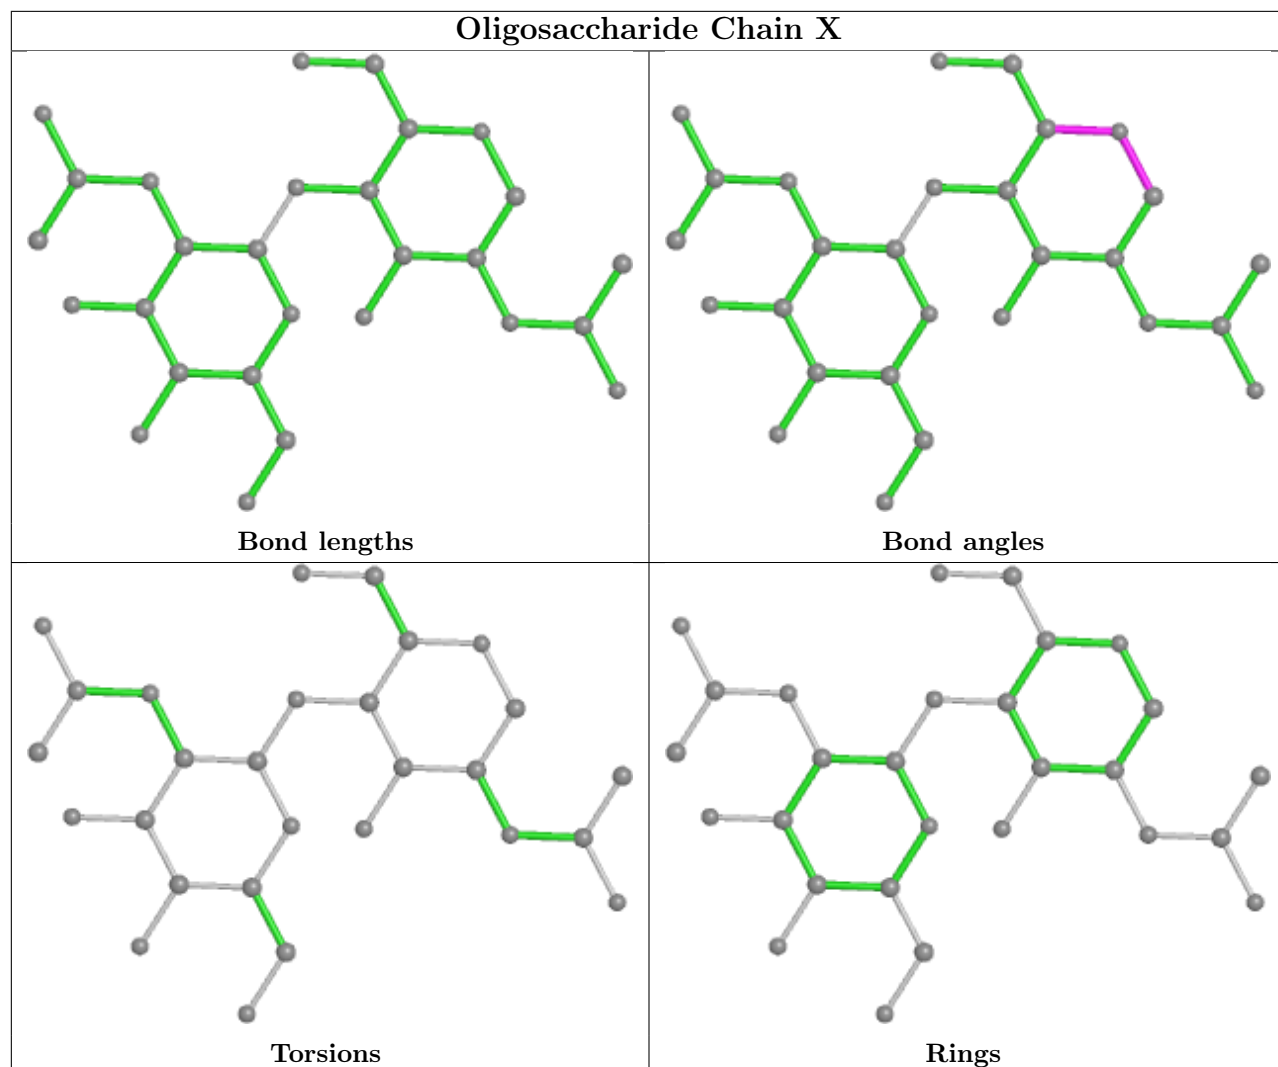 Oligosaccharide Chain X
Bond lengths
Bond angles
Torsions
Rings